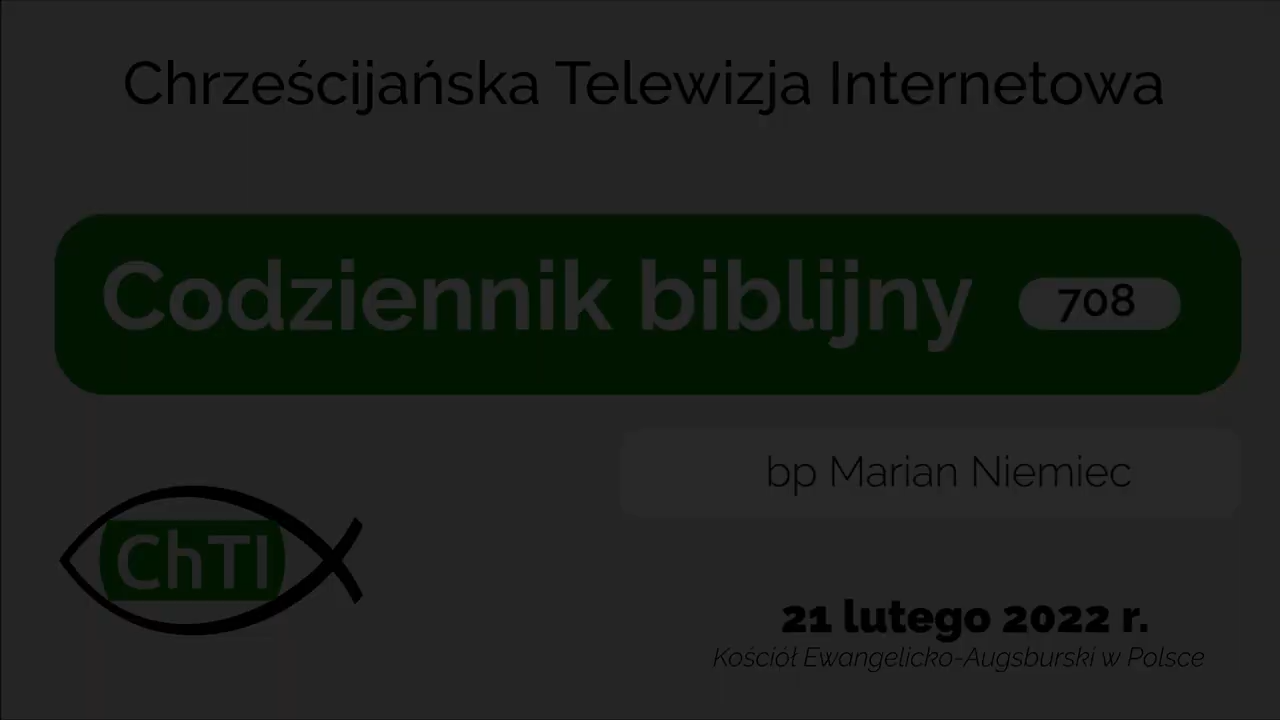 Chrześcijańska Telewizja Internetowa
Codziennik biblijny 708
bp Marian Niemiec
ChTI
21 lutego 2022 r.
Kościół Ewangelicko-Augsburski w Polsce